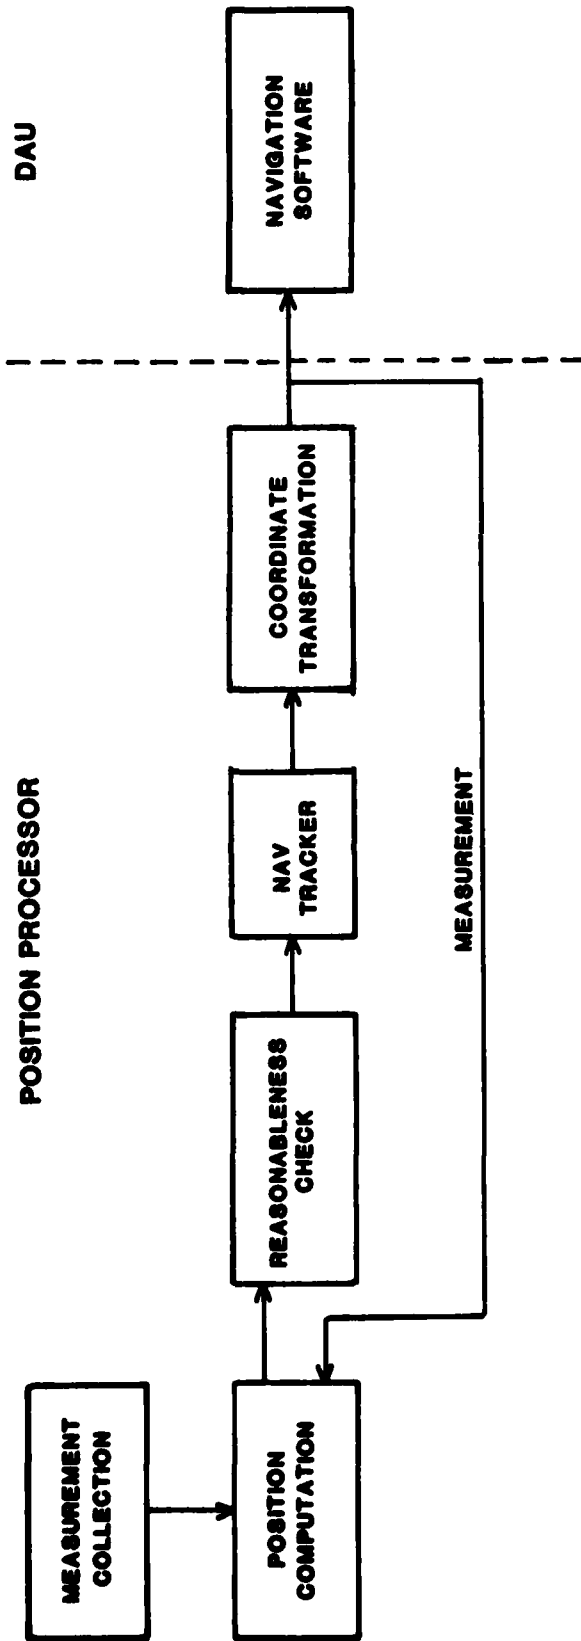 POSITION PROCESSOR
DAU
MEASUREMENT
COLLECTION
POSITION
COMPUTATION
REASONABLENESS
CHECK
NAV
TRACKER
COORDINATE
TRANSFORMATION
NAVIGATION
SOFTWARE
MEASUREMENT